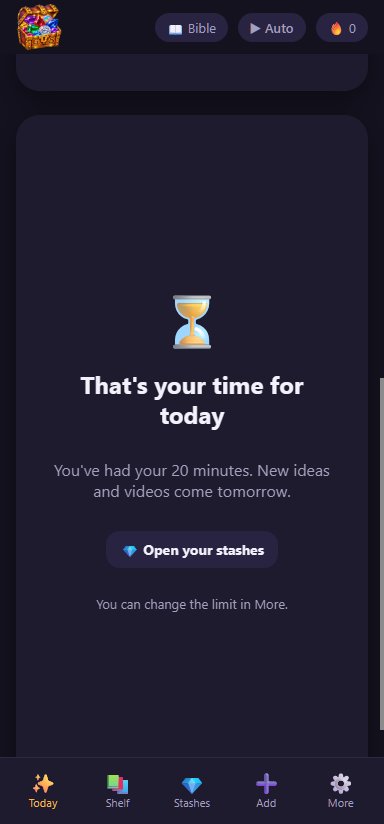 Bible
Auto
0
That's your time for
today
You've had your 20 minutes. New ideas
and videos come tomorrow.
Open your stashes
You can change the limit in More.
Today
Shelf
Stashes
Add
More